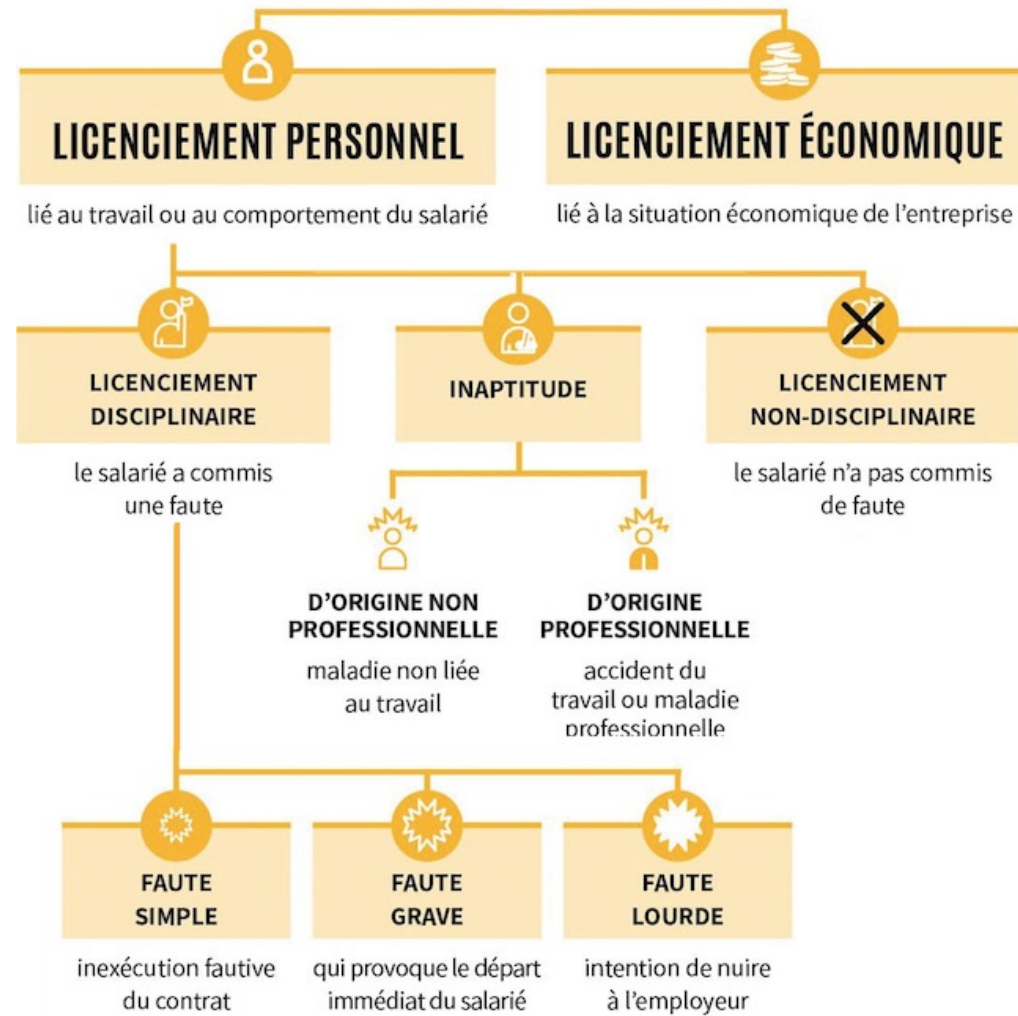 LICENCIEMENT PERSONNEL
lié au travail ou au comportement du salarié
LICENCIEMENT ÉCONOMIQUE
lié à la situation économique de l’entreprise
LICENCIEMENT
DISCIPLINAIRE
le salarié a commis
une faute
INAPTITUDE
LICENCIEMENT
NON-DISCIPLINAIRE
le salarié n’a pas commis
de faute
D’ORIGINE NON
PROFESSIONNELLE
maladie non liée
au travail
D’ORIGINE
PROFESSIONNELLE
accident du
travail ou maladie
professionnelle
FAUTE
SIMPLE
inexécution fautive
du contrat
FAUTE
GRAVE
qui provoque le départ
immédiat du salarié
FAUTE
LOURDE
intention de nuire
à l’employeur